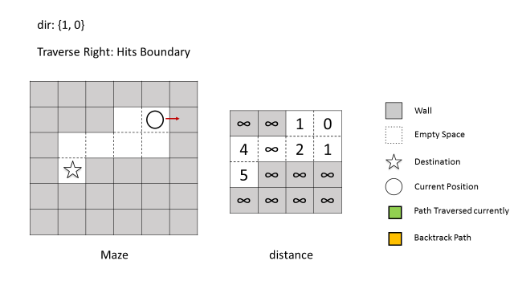 dir: {1, 0}
Traverse Right: Hits Boundary
∞ ∞ 1 0
4 ∞ 2 1
5 ∞ ∞ ∞
∞ ∞ ∞ ∞
Maze
distance
Wall
Empty Space
Destination
Current Position
Path Traversed currently
Backtrack Path